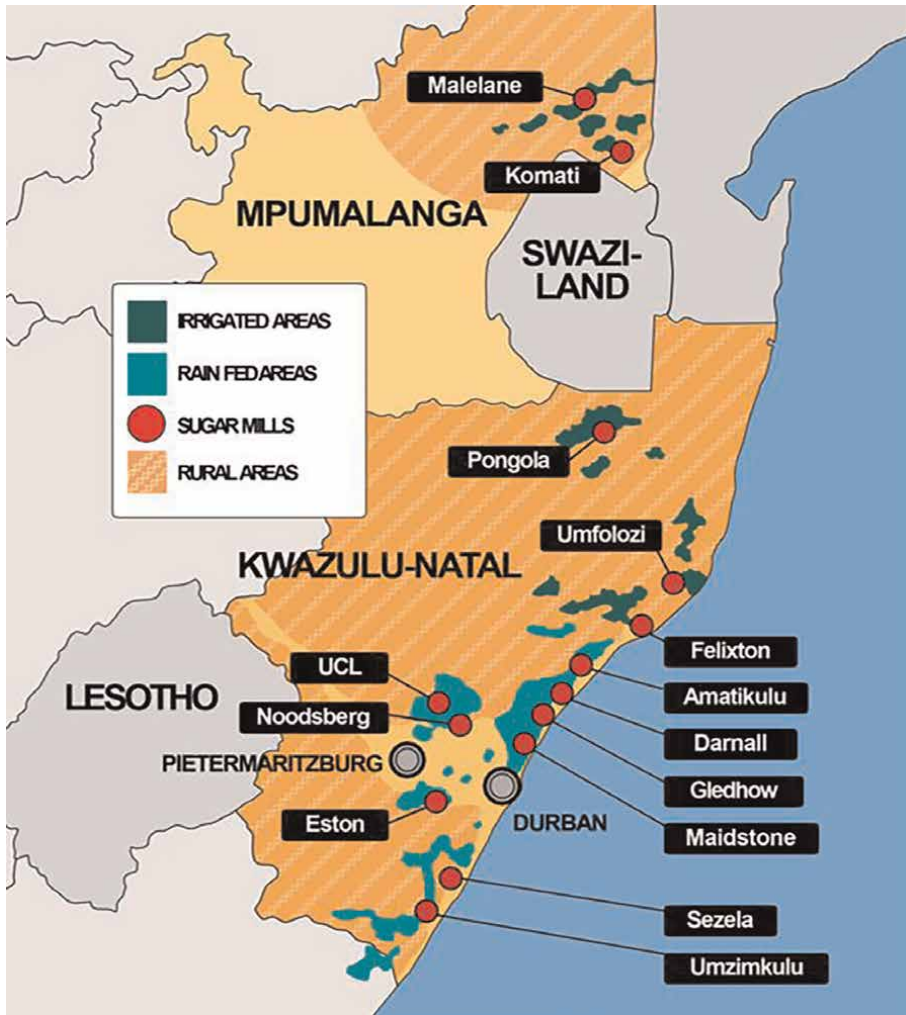 Malelane
Komati
MPUMALANGA
SWAZI-
LAND
IRRIGATED AREAS
RAIN FED AREAS
SUGAR MILLS
RURAL AREAS
Pongola
Umfolozi
KWAZULU-NATAL
Felixton
UCL
LESOTHO
Amatikulu
Noodsberg
Darnall
PIETERMARITZBURG
Gledhow
Eston
DURBAN
Maidstone
Sezela
Umzimkulu